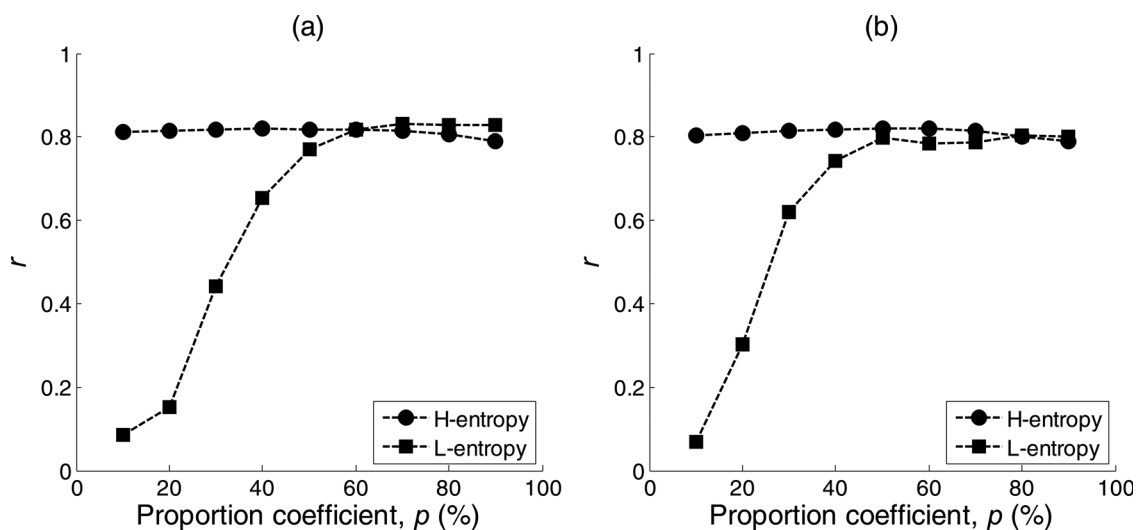 (a)
1
0.8
0.6
0.4
0.2
0
r
0 20 40 60 80 100
Proportion coefficient, p (%)
H-entropy
L-entropy
(b)
1
0.8
0.6
0.4
0.2
0
r
0 20 40 60 80 100
Proportion coefficient, p (%)
H-entropy
L-entropy